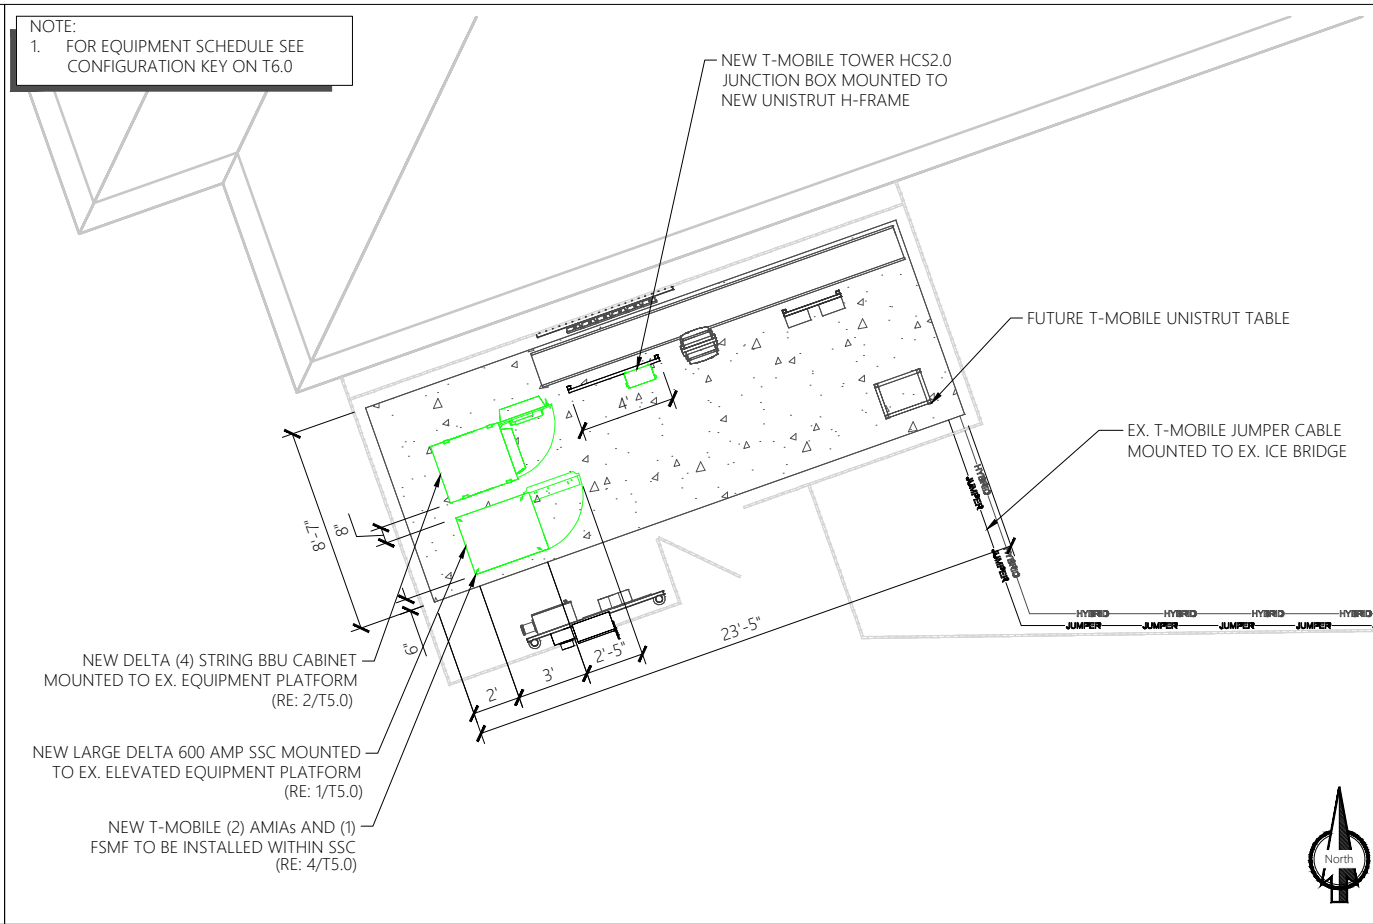 NOTE:
1. FOR EQUIPMENT SCHEDULE SEE
CONFIGURATION KEY ON T6.0
NEW T-MOBILE TOWER HCS2.0
JUNCTION BOX MOUNTED TO
NEW UNISTRUT H-FRAME
FUTURE T-MOBILE UNISTRUT TABLE
EX. T-MOBILE JUMPER CABLE
MOUNTED TO EX. ICE BRIDGE
4'
HYBRID
JUMPER
HYBRID
JUMPER
8"
8'-7"
HYBRID
HYBRID
HYBRID
HYBRID
JUMPER
JUMPER
JUMPER
JUMPER
23'-5"
6"
2'-5"
3'
2'
NEW DELTA (4) STRING BBU CABINET
MOUNTED TO EX. EQUIPMENT PLATFORM
(RE: 2/T5.0)
NEW LARGE DELTA 600 AMP SSC MOUNTED
TO EX. ELEVATED EQUIPMENT PLATFORM
(RE: 1/T5.0)
NEW T-MOBILE (2) AMIAs AND (1)
FSMF TO BE INSTALLED WITHIN SSC
(RE: 4/T5.0)
North